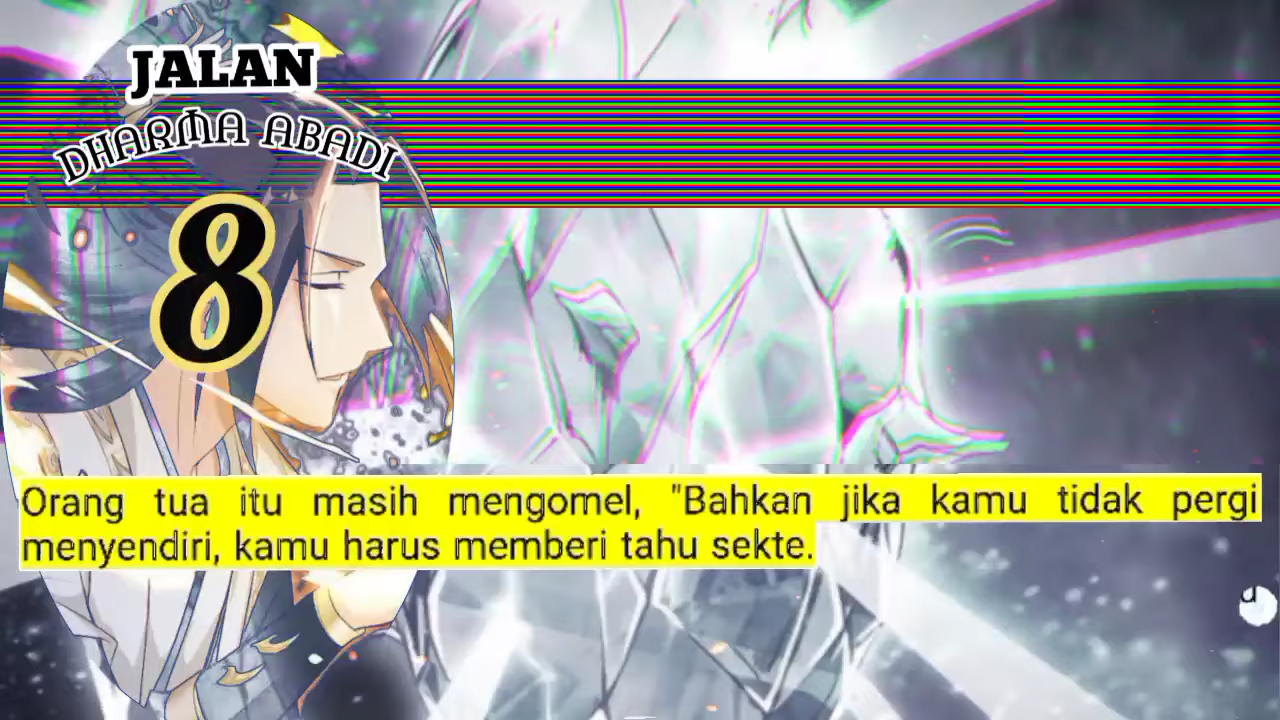 JALAN
DHARMA ABADI
8
Orang tua itu masih mengomel, "Bahkan jika kamu tidak pergi
menyendiri, kamu harus memberi tahu sekte.